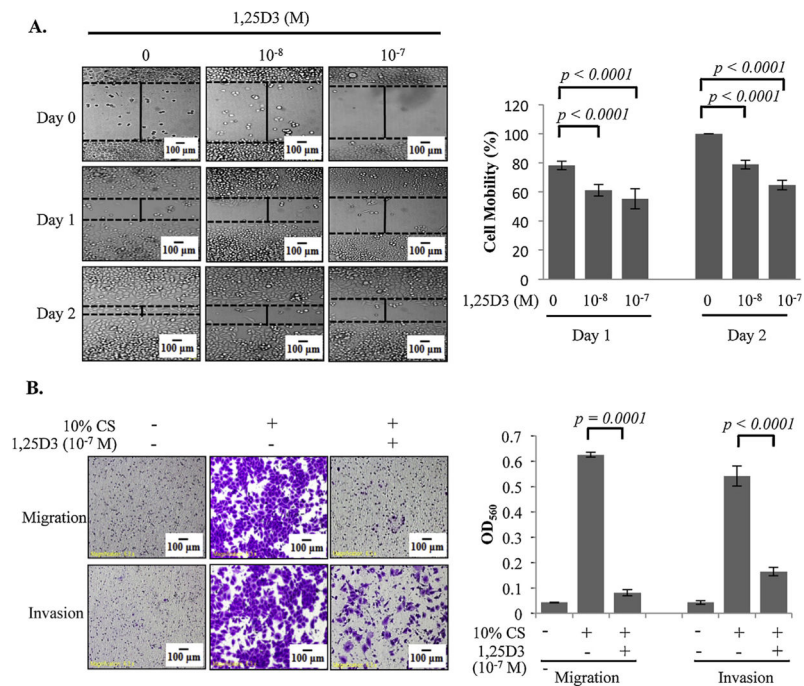 A.
1,25D3 (M)
0 10⁻⁸ 10⁻⁷
Day 0
100 µm 100 µm 100 µm
Day 1
100 µm 100 µm 100 µm
Day 2
100 µm 100 µm 100 µm
p < 0.0001 p < 0.0001
p < 0.0001 p < 0.0001
Cell Mobility (%)
120
100
80
60
40
20
0
1,25D3 (M) 0 10⁻⁸ 10⁻⁷ 0 10⁻⁸ 10⁻⁷
Day 1 Day 2
B.
10% CS - + +
1,25D3 (10⁻⁷ M) - - +
Migration
100 µm 100 µm 100 µm
Invasion
100 µm 100 µm 100 µm
p = 0.0001 p < 0.0001
OD₅₆₀
0.7
0.6
0.5
0.4
0.3
0.2
0.1
0
10% CS - + + - + +
1,25D3 - - + - - +
(10⁻⁷ M)
Migration Invasion